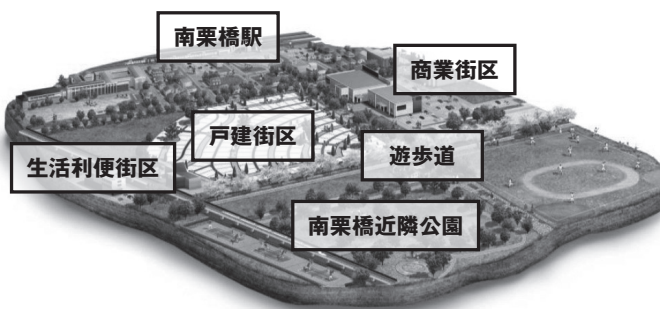 南栗橋駅
商業街区
戸建街区
遊歩道
生活利便街区
南栗橋近隣公園